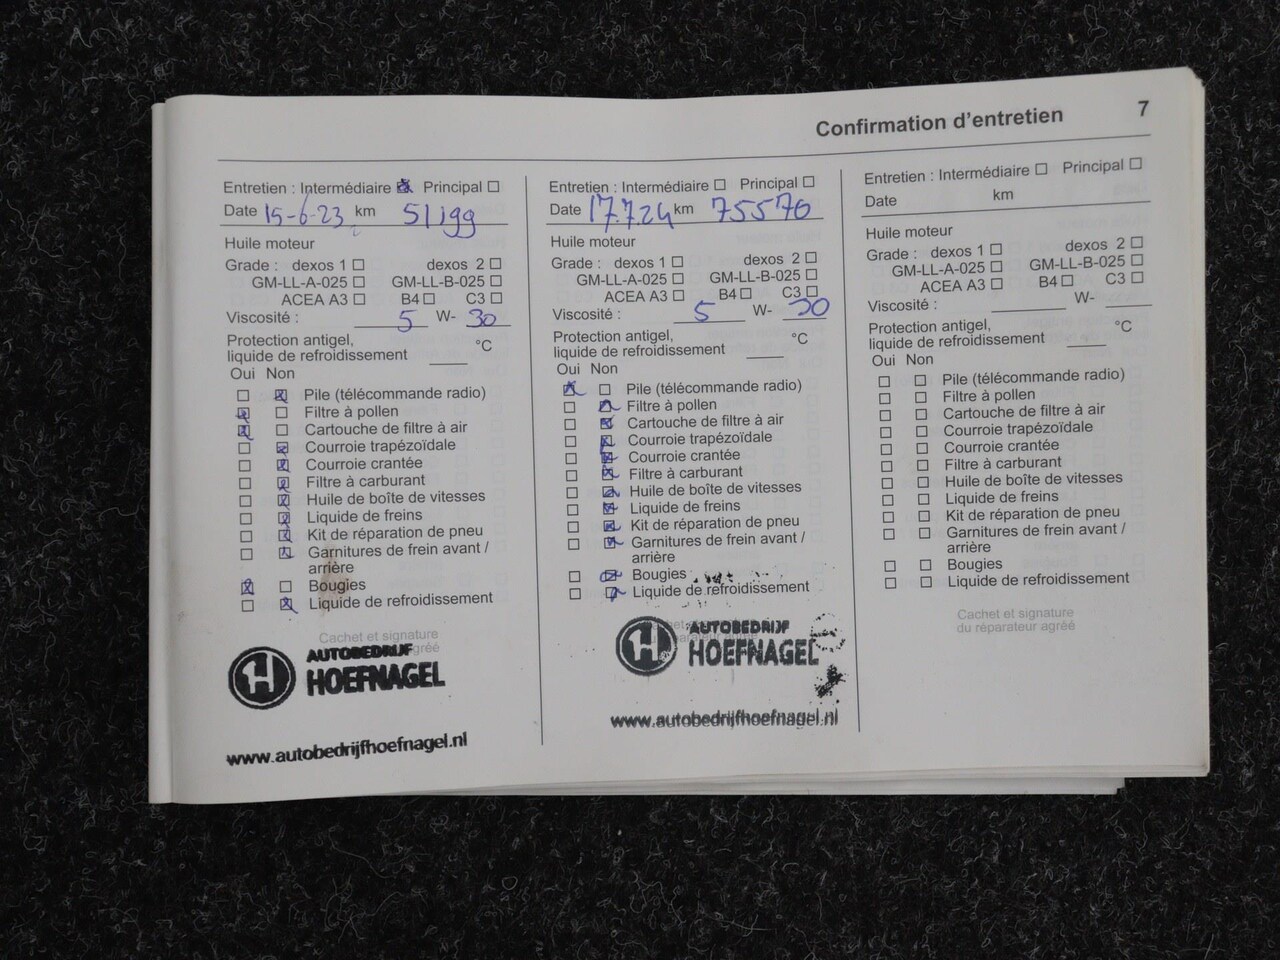 Confirmation d'entretien 7
Entretien : Intermédiaire Principal
Date 15-6-23 km 51199
Huile moteur
Grade : dexos 1 dexos 2
GM-LL-A-025 GM-LL-B-025
ACEA A3 B4 C3
Viscosité : 5 W- 30
Protection antigel,
liquide de refroidissement °C
Oui Non
Pile (télécommande radio)
Filtre à pollen
Cartouche de filtre à air
Courroie trapézoïdale
Courroie crantée
Filtre à carburant
Huile de boîte de vitesses
Liquide de freins
Kit de réparation de pneu
Garnitures de frein avant /
arrière
Bougies
Liquide de refroidissement
Cachet et signature
agréé
AUTOBEDRIJF
HOEFNAGEL
www.autobedrijfhoefnagel.nl
Entretien : Intermédiaire Principal
Date 17.7.24 km 75570
Huile moteur
Grade : dexos 1 dexos 2
GM-LL-A-025 GM-LL-B-025
ACEA A3 B4 C3
Viscosité : 5 W- 30
Protection antigel,
liquide de refroidissement °C
Oui Non
Pile (télécommande radio)
Filtre à pollen
Cartouche de filtre à air
Courroie trapézoïdale
Courroie crantée
Filtre à carburant
Huile de boîte de vitesses
Liquide de freins
Kit de réparation de pneu
Garnitures de frein avant /
arrière
Bougies
Liquide de refroidissement
AUTOBEDRIJF
HOEFNAGEL
www.autobedrijfhoefnagel.nl
Entretien : Intermédiaire Principal
Date km
Huile moteur
Grade : dexos 1 dexos 2
GM-LL-A-025 GM-LL-B-025
ACEA A3 B4 C3
Viscosité : W-
Protection antigel,
liquide de refroidissement °C
Oui Non
Pile (télécommande radio)
Filtre à pollen
Cartouche de filtre à air
Courroie trapézoïdale
Courroie crantée
Filtre à carburant
Huile de boîte de vitesses
Liquide de freins
Kit de réparation de pneu
Garnitures de frein avant /
arrière
Bougies
Liquide de refroidissement
Cachet et signature
du réparateur agréé